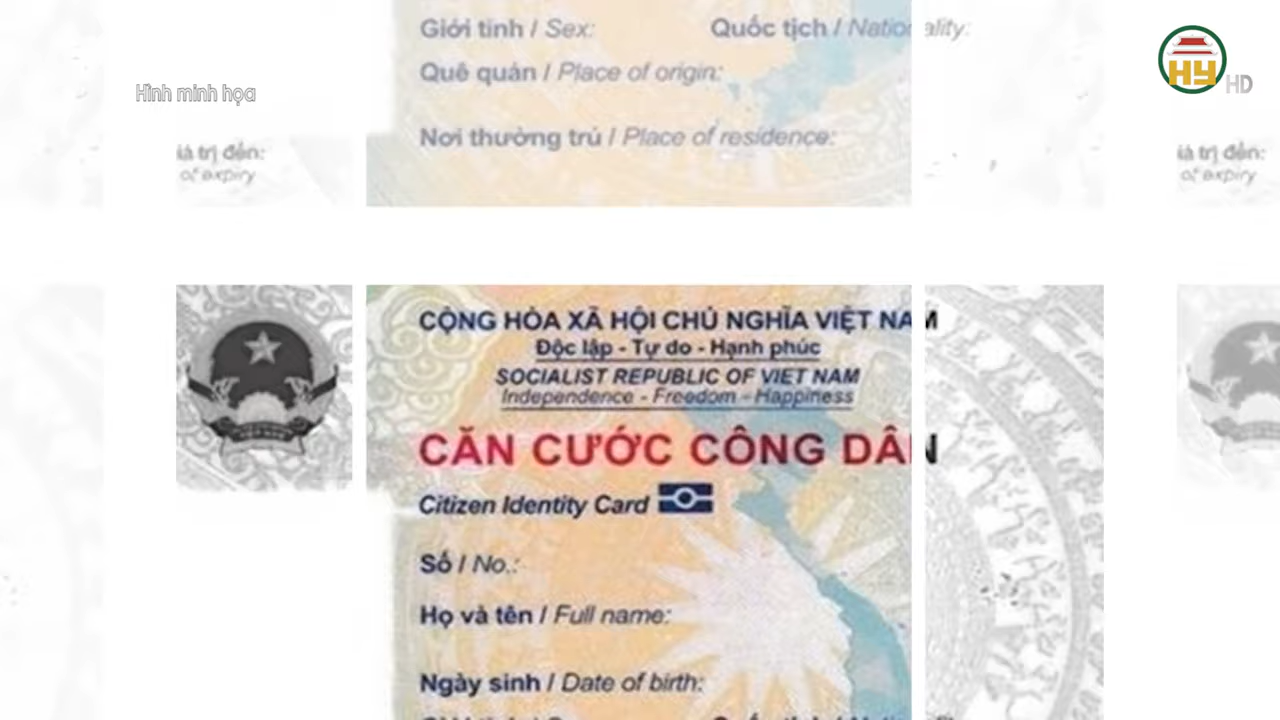 Giới tính / Sex: Quốc tịch / Nationality:
Hình minh họa
HY HD
Quê quán / Place of origin:
Nơi thường trú / Place of residence:
iá trị đến:
of expiry
iá trị đến:
of expiry
CỘNG HÒA XÃ HỘI CHỦ NGHĨA VIỆT NAM
Độc lập - Tự do - Hạnh phúc
SOCIALIST REPUBLIC OF VIET NAM
Independence - Freedom - Happiness
CĂN CƯỚC CÔNG DÂN
Citizen Identity Card
Số / No.:
Họ và tên / Full name:
Ngày sinh / Date of birth: